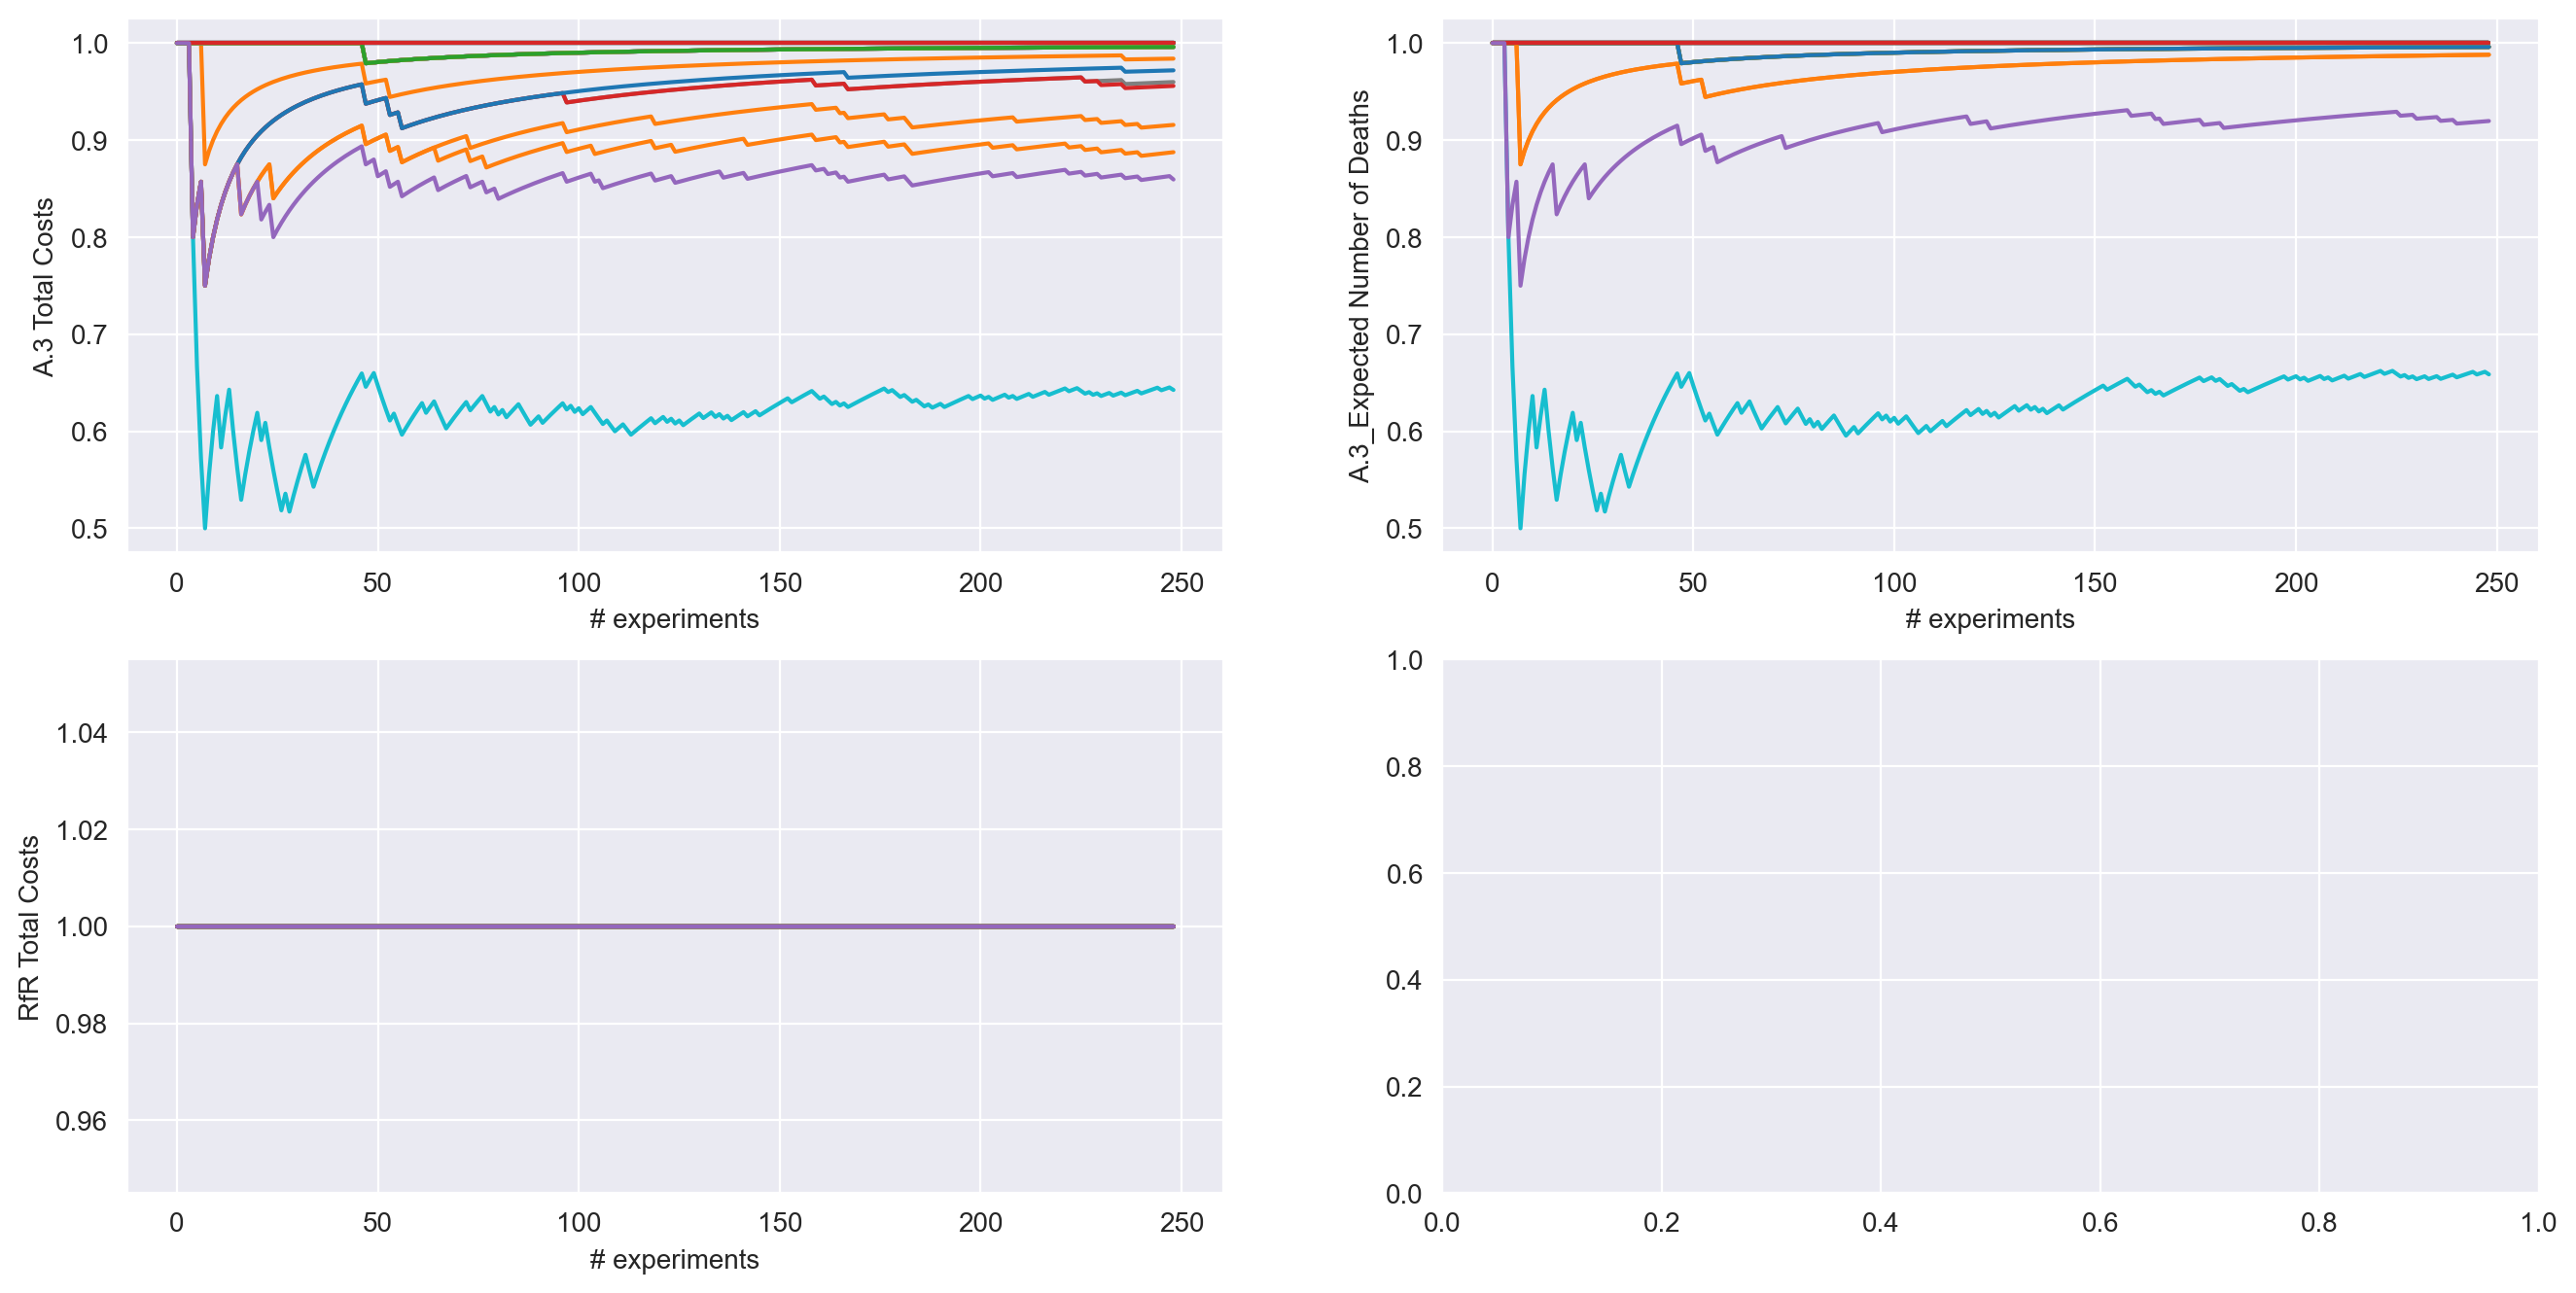 A.3 Total Costs
1.0
0.9
0.8
0.7
0.6
0.5
0 50 100 150 200 250
# experiments
A.3_Expected Number of Deaths
1.0
0.9
0.8
0.7
0.6
0.5
0 50 100 150 200 250
# experiments
RfR Total Costs
1.04
1.02
1.00
0.98
0.96
0 50 100 150 200 250
# experiments
1.0
0.8
0.6
0.4
0.2
0.0
0.0 0.2 0.4 0.6 0.8 1.0